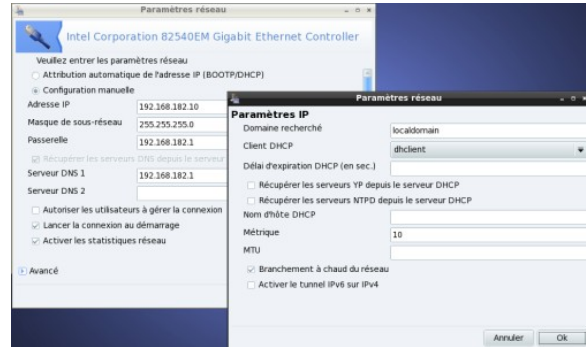 Paramètres réseau
Intel Corporation 82540EM Gigabit Ethernet Controller
Veuillez entrer les paramètres réseau
Attribution automatique de l'adresse IP (BOOTP/DHCP)
Configuration manuelle
Adresse IP 192.168.182.10
Masque de sous-réseau 255.255.255.0
Passerelle 192.168.182.1
Récupérer les serveurs DNS depuis le serveur
Serveur DNS 1 192.168.182.1
Serveur DNS 2
Autoriser les utilisateurs à gérer la connexion
Lancer la connexion au démarrage
Activer les statistiques réseau
Avancé
Paramètres réseau
Paramètres IP
Domaine recherché localdomain
Client DHCP dhclient
Délai d'expiration DHCP (en sec.)
Récupérer les serveurs YP depuis le serveur DHCP
Récupérer les serveurs NTPD depuis le serveur DHCP
Nom d'hôte DHCP
Métrique 10
MTU
Branchement à chaud du réseau
Activer le tunnel IPv6 sur IPv4
Annuler Ok